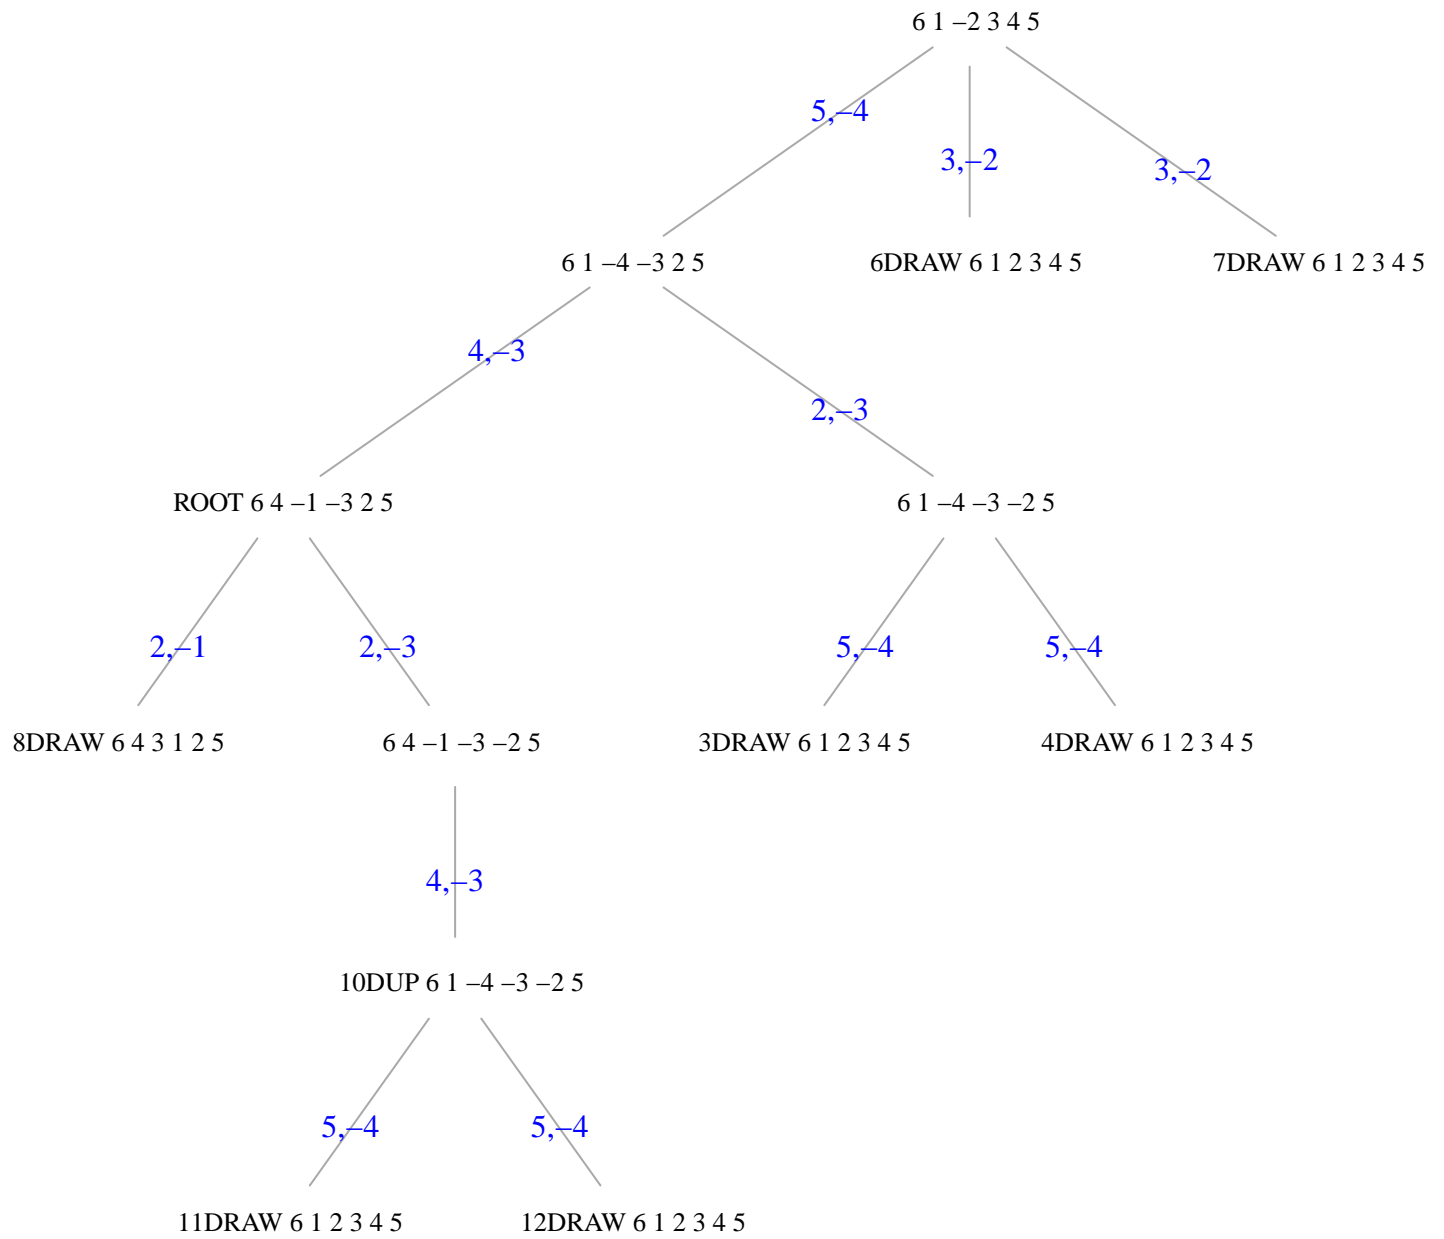 6 1 –2 3 4 5
5,–4
3,–2
3,–2
6 1 –4 –3 2 5
6DRAW 6 1 2 3 4 5
7DRAW 6 1 2 3 4 5
4,–3
2,–3
ROOT 6 4 –1 –3 2 5
6 1 –4 –3 –2 5
2,–1
2,–3
5,–4
5,–4
8DRAW 6 4 3 1 2 5
6 4 –1 –3 –2 5
3DRAW 6 1 2 3 4 5
4DRAW 6 1 2 3 4 5
4,–3
10DUP 6 1 –4 –3 –2 5
5,–4
5,–4
11DRAW 6 1 2 3 4 5
12DRAW 6 1 2 3 4 5